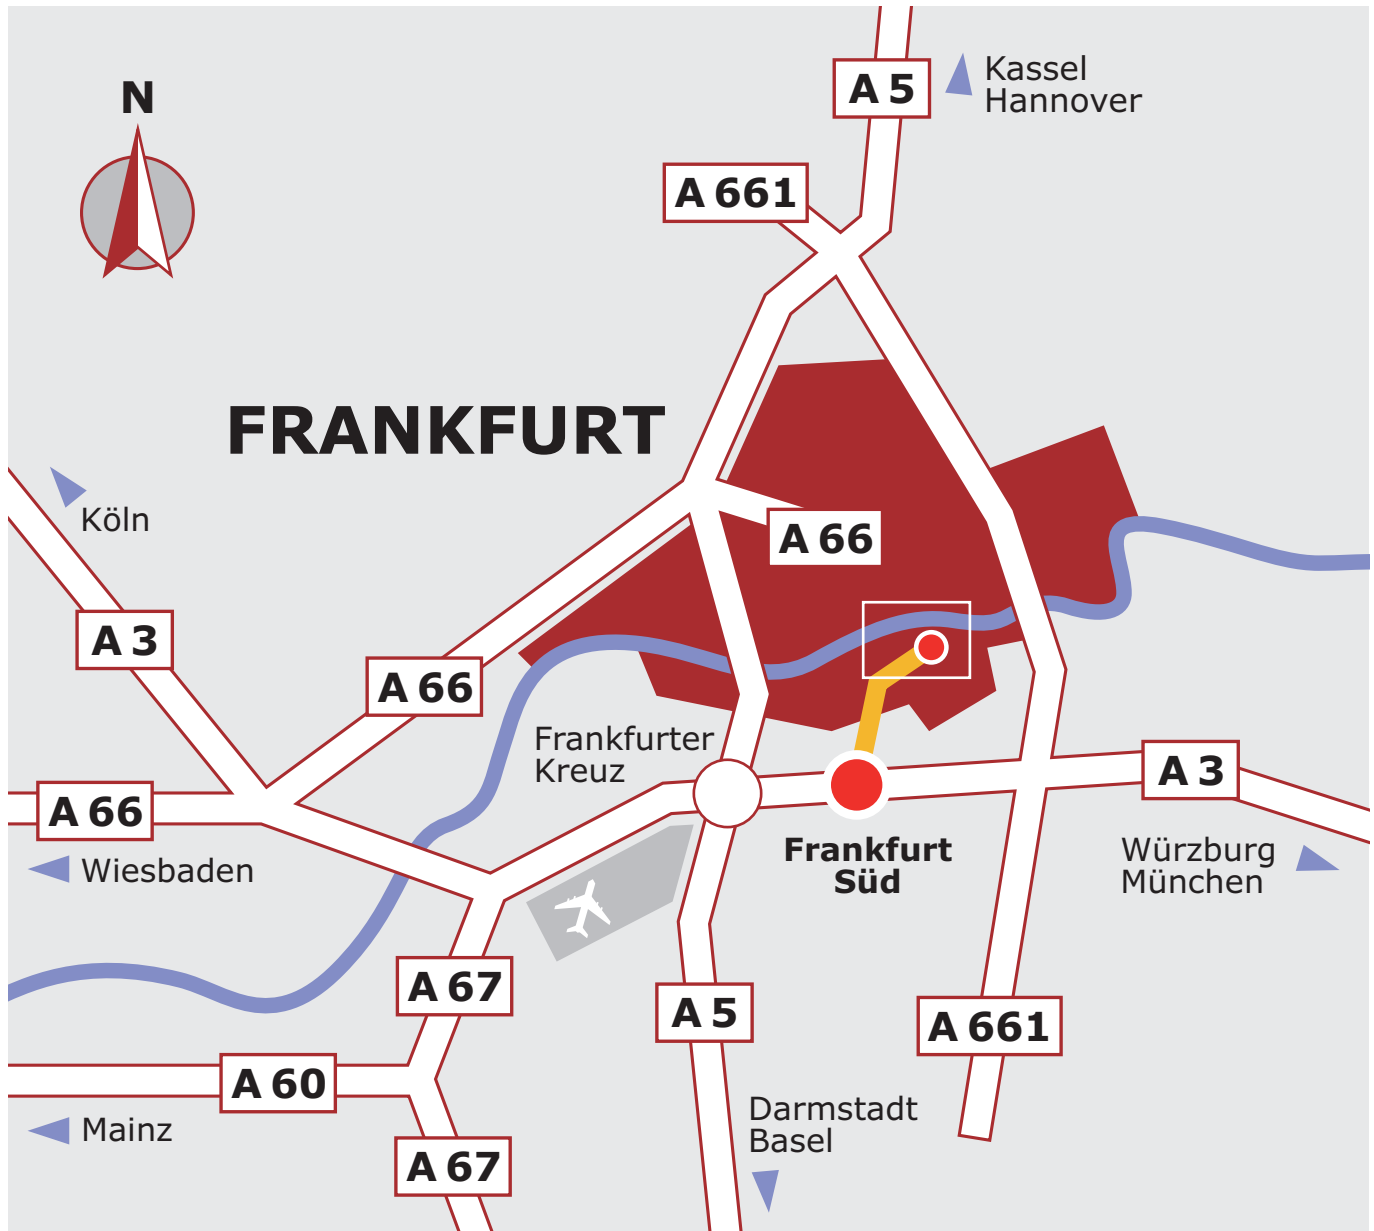 Kassel
Hannover
A 5
N
A 661
FRANKFURT
Köln
A 66
A 3
A 66
Frankfurter
Kreuz
A 3
A 66
Frankfurt
Süd
Würzburg
München
Wiesbaden
A 67
A 5
A 661
A 60
Mainz
Darmstadt
Basel
A 67